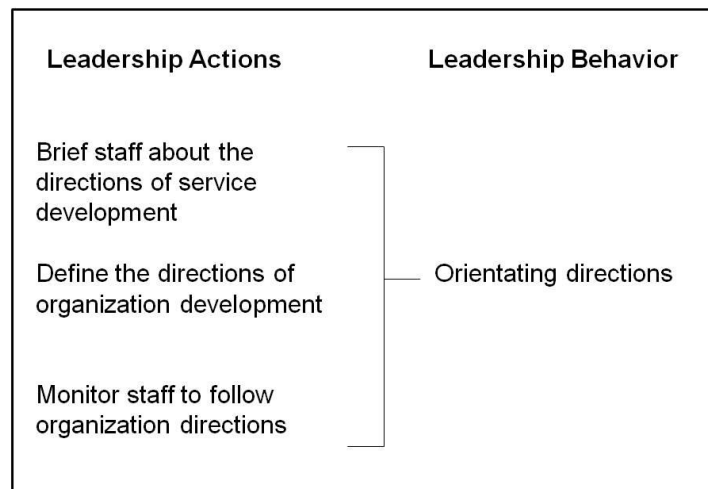 Leadership Actions
Leadership Behavior
Brief staff about the
directions of service
development
Define the directions of
organization development
Orientating directions
Monitor staff to follow
organization directions